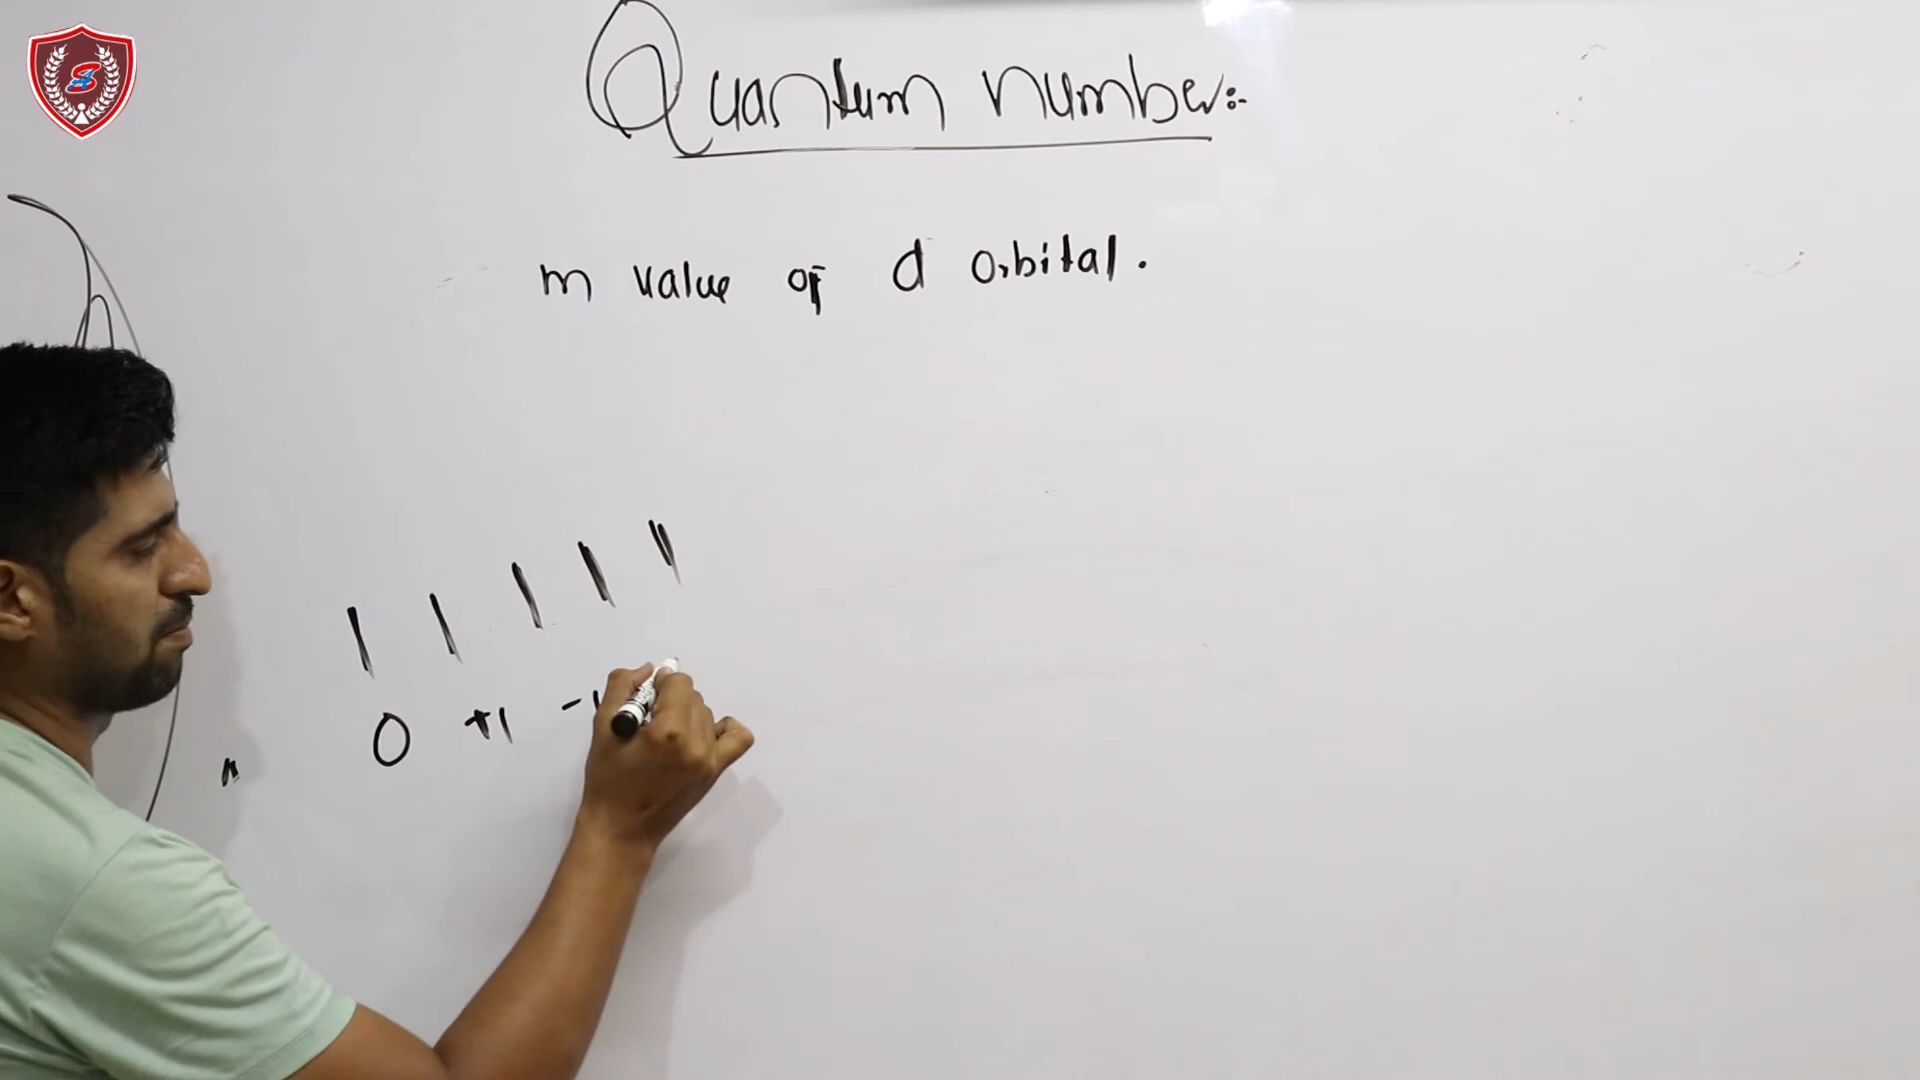 Quantum number:-
m value of d orbital.
| | | | |
0 +1 -1